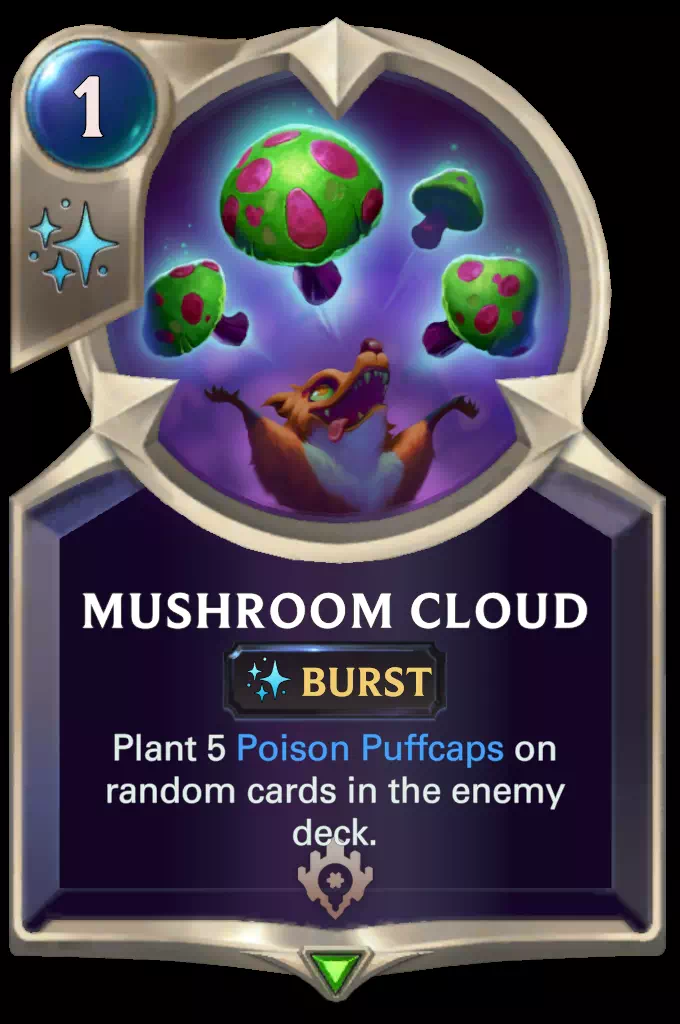 1
MUSHROOM CLOUD
BURST
Plant 5 Poison Puffcaps on
random cards in the enemy
deck.